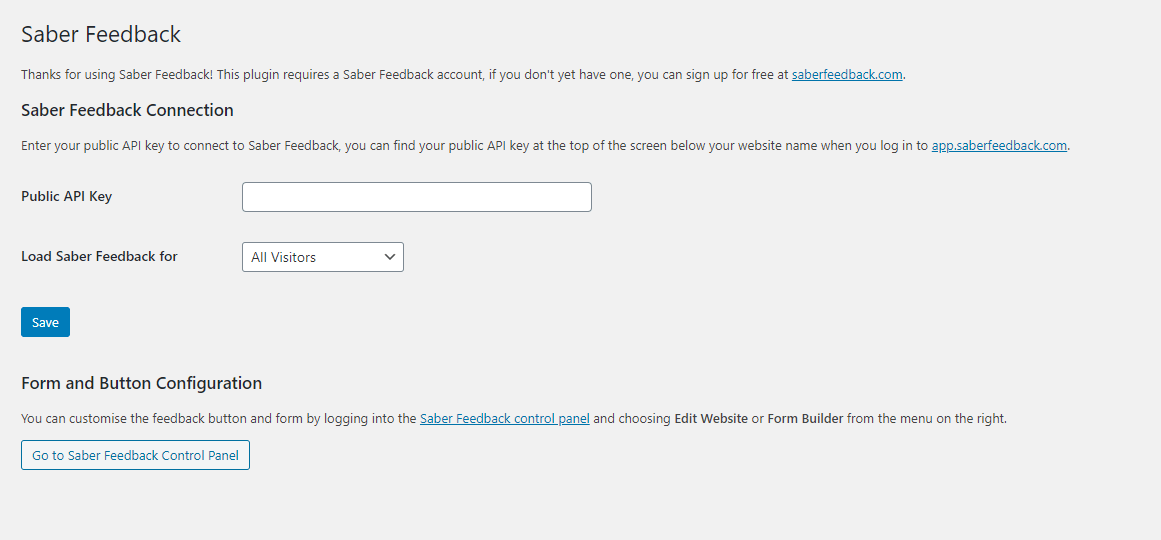 Saber Feedback
Thanks for using Saber Feedback! This plugin requires a Saber Feedback account, if you don't yet have one, you can sign up for free at saberfeedback.com.
Saber Feedback Connection
Enter your public API key to connect to Saber Feedback, you can find your public API key at the top of the screen below your website name when you log in to app.saberfeedback.com.
Public API Key
Load Saber Feedback for All Visitors
Save
Form and Button Configuration
You can customise the feedback button and form by logging into the Saber Feedback control panel and choosing Edit Website or Form Builder from the menu on the right.
Go to Saber Feedback Control Panel